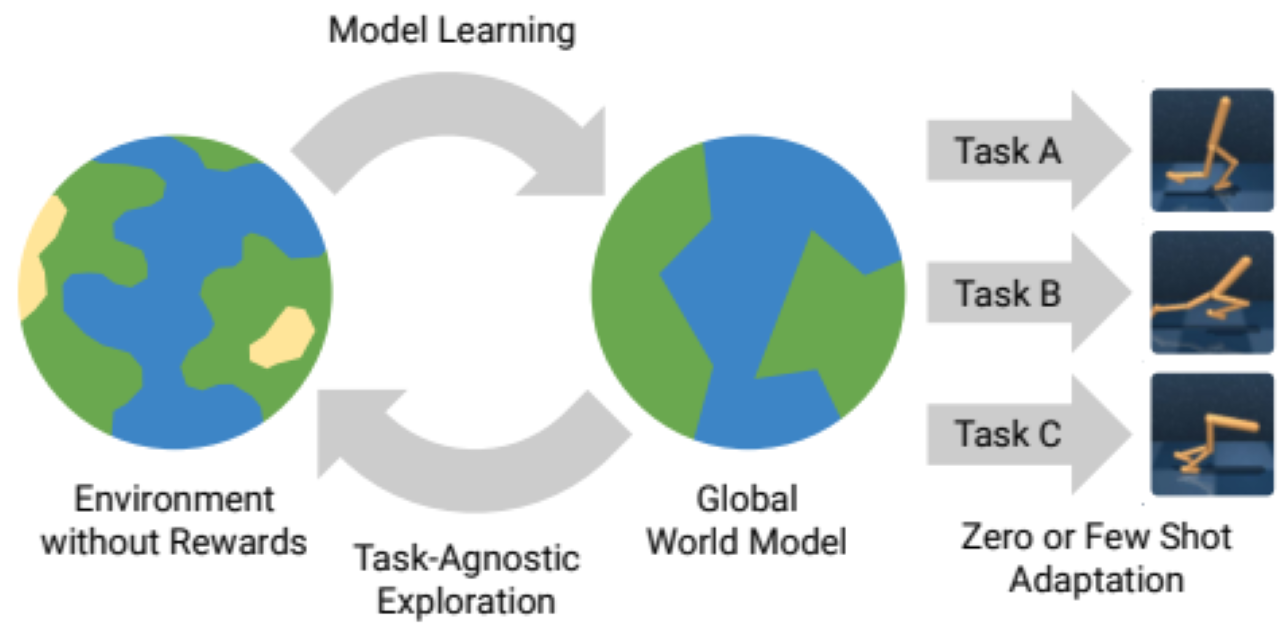 Model Learning
Task A
Task B
Task C
Environment
without Rewards
Task-Agnostic
Exploration
Global
World Model
Zero or Few Shot
Adaptation